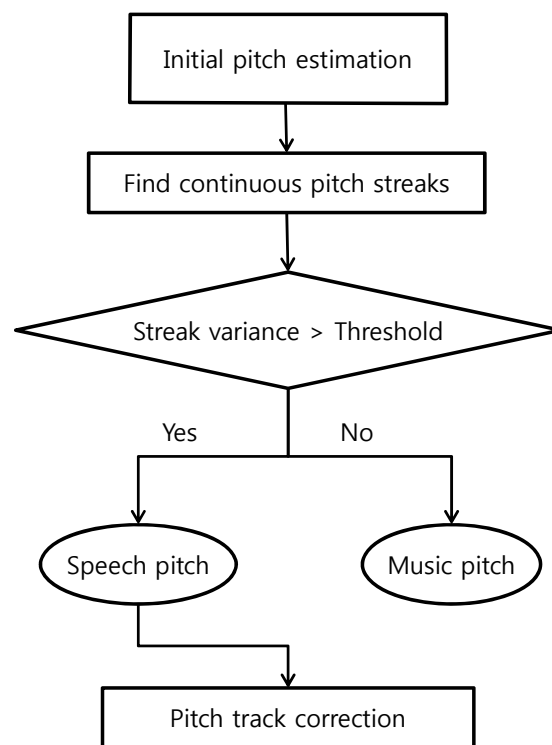 Initial pitch estimation
Find continuous pitch streaks
Streak variance > Threshold
Yes
No
Speech pitch
Music pitch
Pitch track correction